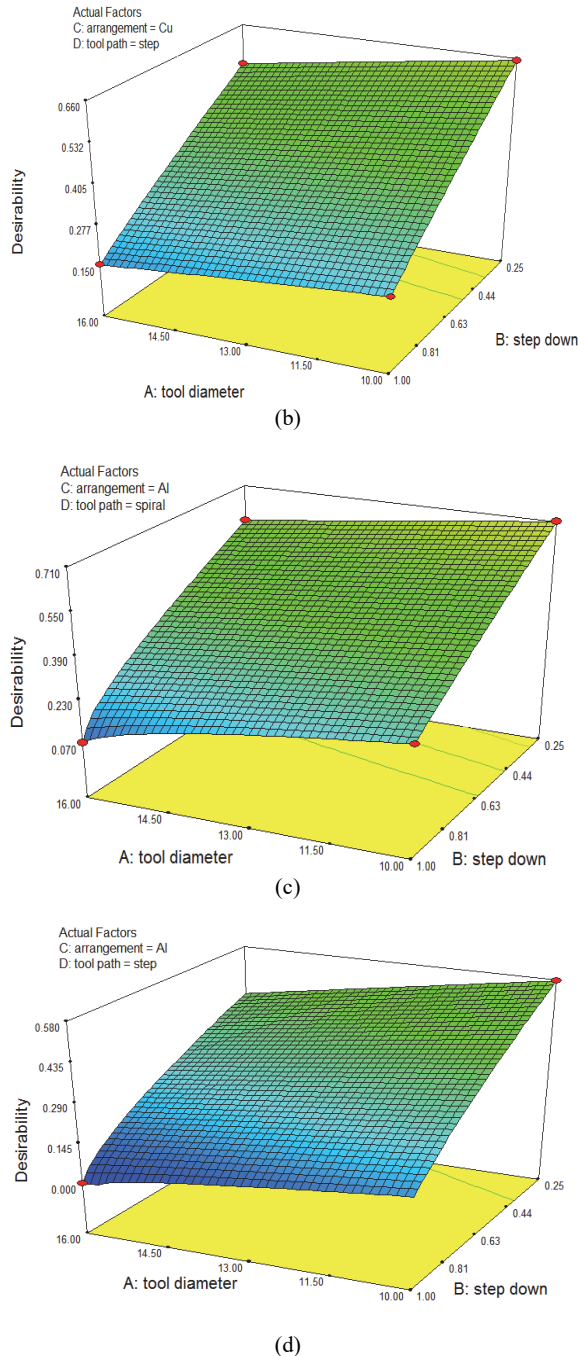 Actual Factors
C: arrangement = Cu
D: tool path = step
0.660
0.532
0.405
0.277
0.150
Desirability
16.00
14.50
13.00
11.50
10.00
1.00
0.81
0.63
0.44
0.25
A: tool diameter
B: step down
(b)
Actual Factors
C: arrangement = Al
D: tool path = spiral
0.710
0.550
0.390
0.230
0.070
Desirability
16.00
14.50
13.00
11.50
10.00
1.00
0.81
0.63
0.44
0.25
A: tool diameter
B: step down
(c)
Actual Factors
C: arrangement = Al
D: tool path = step
0.580
0.435
0.290
0.145
0.000
Desirability
16.00
14.50
13.00
11.50
10.00
1.00
0.81
0.63
0.44
0.25
A: tool diameter
B: step down
(d)